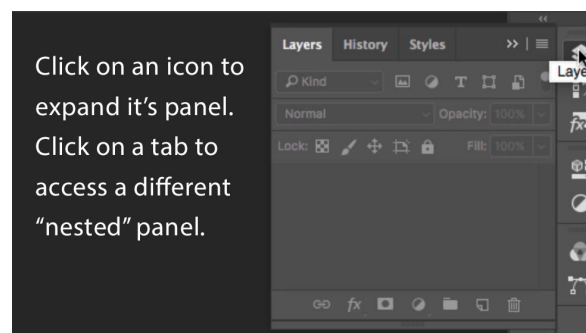 Click on an icon to
expand it’s panel.
Click on a tab to
access a different
“nested” panel.
Layers History Styles
Kind
Normal Opacity: 100%
Lock: Fill: 100%
fx